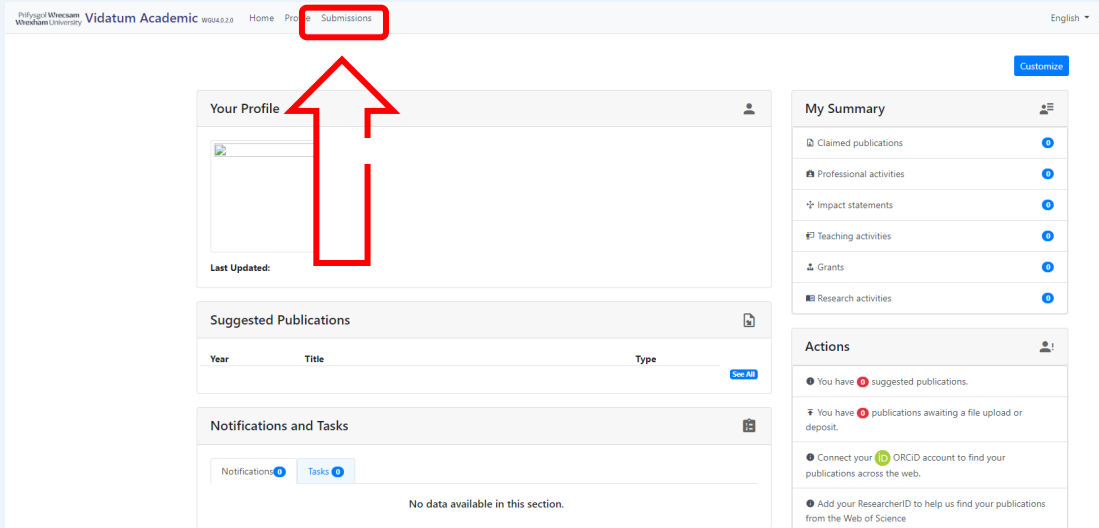 Prifysgol Wrecsam
Wrexham University
Vidatum Academic WGU4.0.2.0
Home Profile Submissions
English
Customize
Your Profile
Last Updated:
Suggested Publications
Year Title Type
See All
Notifications and Tasks
Notifications 0 Tasks 0
No data available in this section.
My Summary
Claimed publications 0
Professional activities 0
Impact statements 0
Teaching activities 0
Grants 0
Research activities 0
Actions
You have 0 suggested publications.
You have 0 publications awaiting a file upload or
deposit.
Connect your iD ORCiD account to find your
publications across the web.
Add your ResearcherID to help us find your publications
from the Web of Science